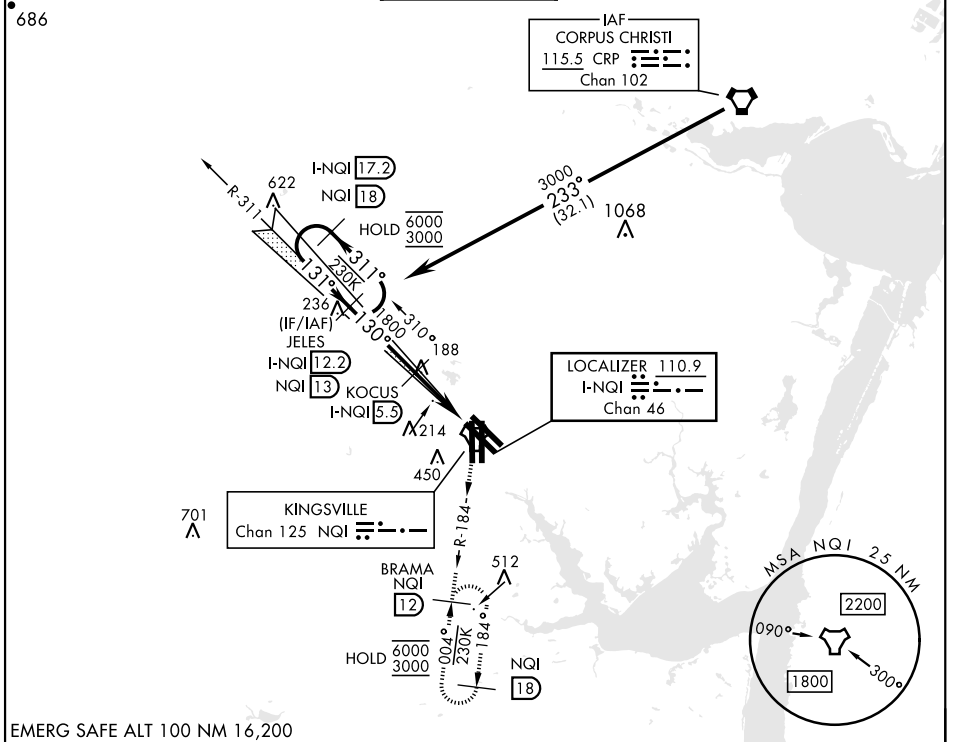 686
IAF
CORPUS CHRISTI
115.5 CRP
Chan 102
I-NQI 17.2
NQI 18
622
R-311
HOLD 6000
3000
3000
233°
(32.1)
1068
311°
230K
131°
236
(IF/IAF)
JELES
I-NQI 12.2
NQI 13
130°
1800
310°
188
KOCUS
I-NQI 5.5
214
450
LOCALIZER 110.9
I-NQI
Chan 46
701
KINGSVILLE
Chan 125 NQI
R-184
BRAMA
NQI
12
512
HOLD 6000
3000
004°
230K
184°
NQI
18
MSA NQI 25 NM
2200
090°
1800
300°
EMERG SAFE ALT 100 NM 16,200